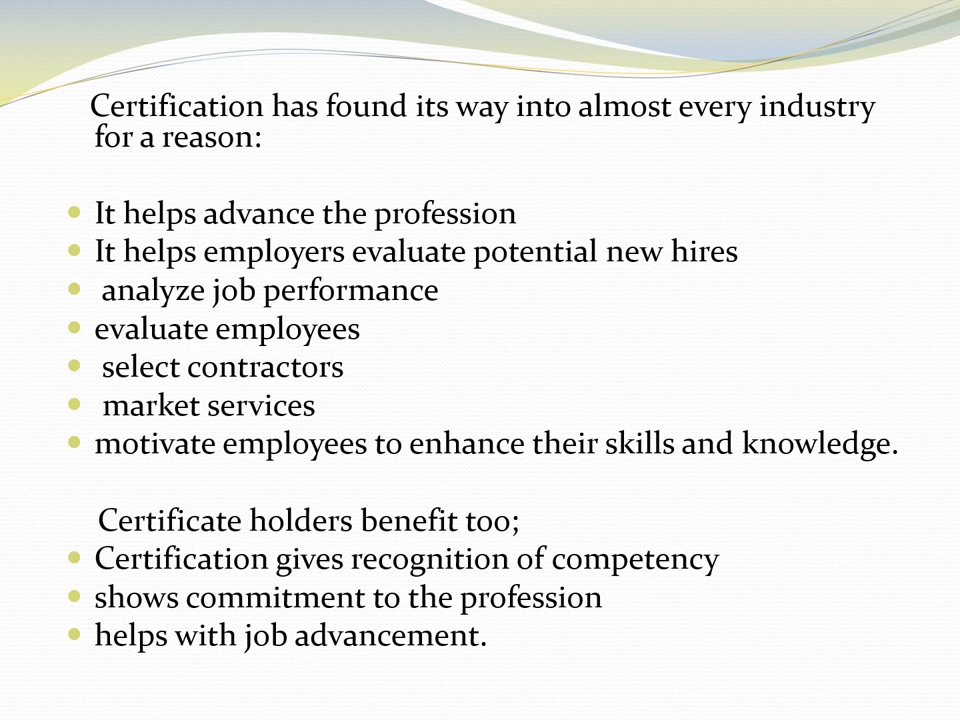 Certification has found its way into almost every industry
for a reason:
It helps advance the profession
It helps employers evaluate potential new hires
analyze job performance
evaluate employees
select contractors
market services
motivate employees to enhance their skills and knowledge.
Certificate holders benefit too;
Certification gives recognition of competency
shows commitment to the profession
helps with job advancement.